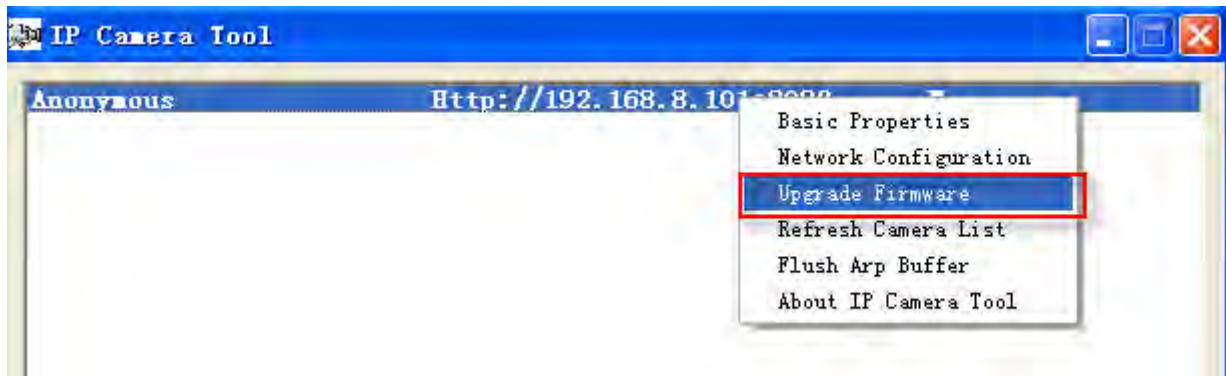 IP Camera Tool
Anonymous Http://192.168.8.101
Basic Properties
Network Configuration
Upgrade Firmware
Refresh Camera List
Flush Arp Buffer
About IP Camera Tool